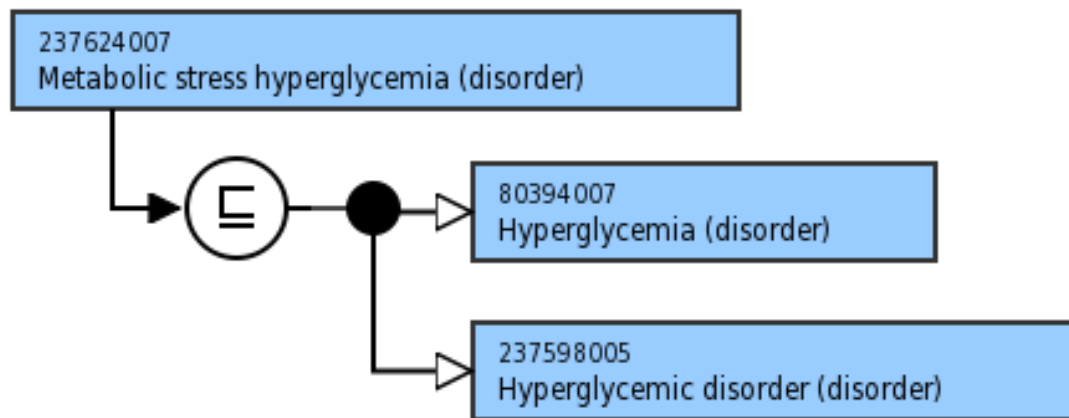 237624007
Metabolic stress hyperglycemia (disorder)
⊑
80394007
Hyperglycemia (disorder)
237598005
Hyperglycemic disorder (disorder)